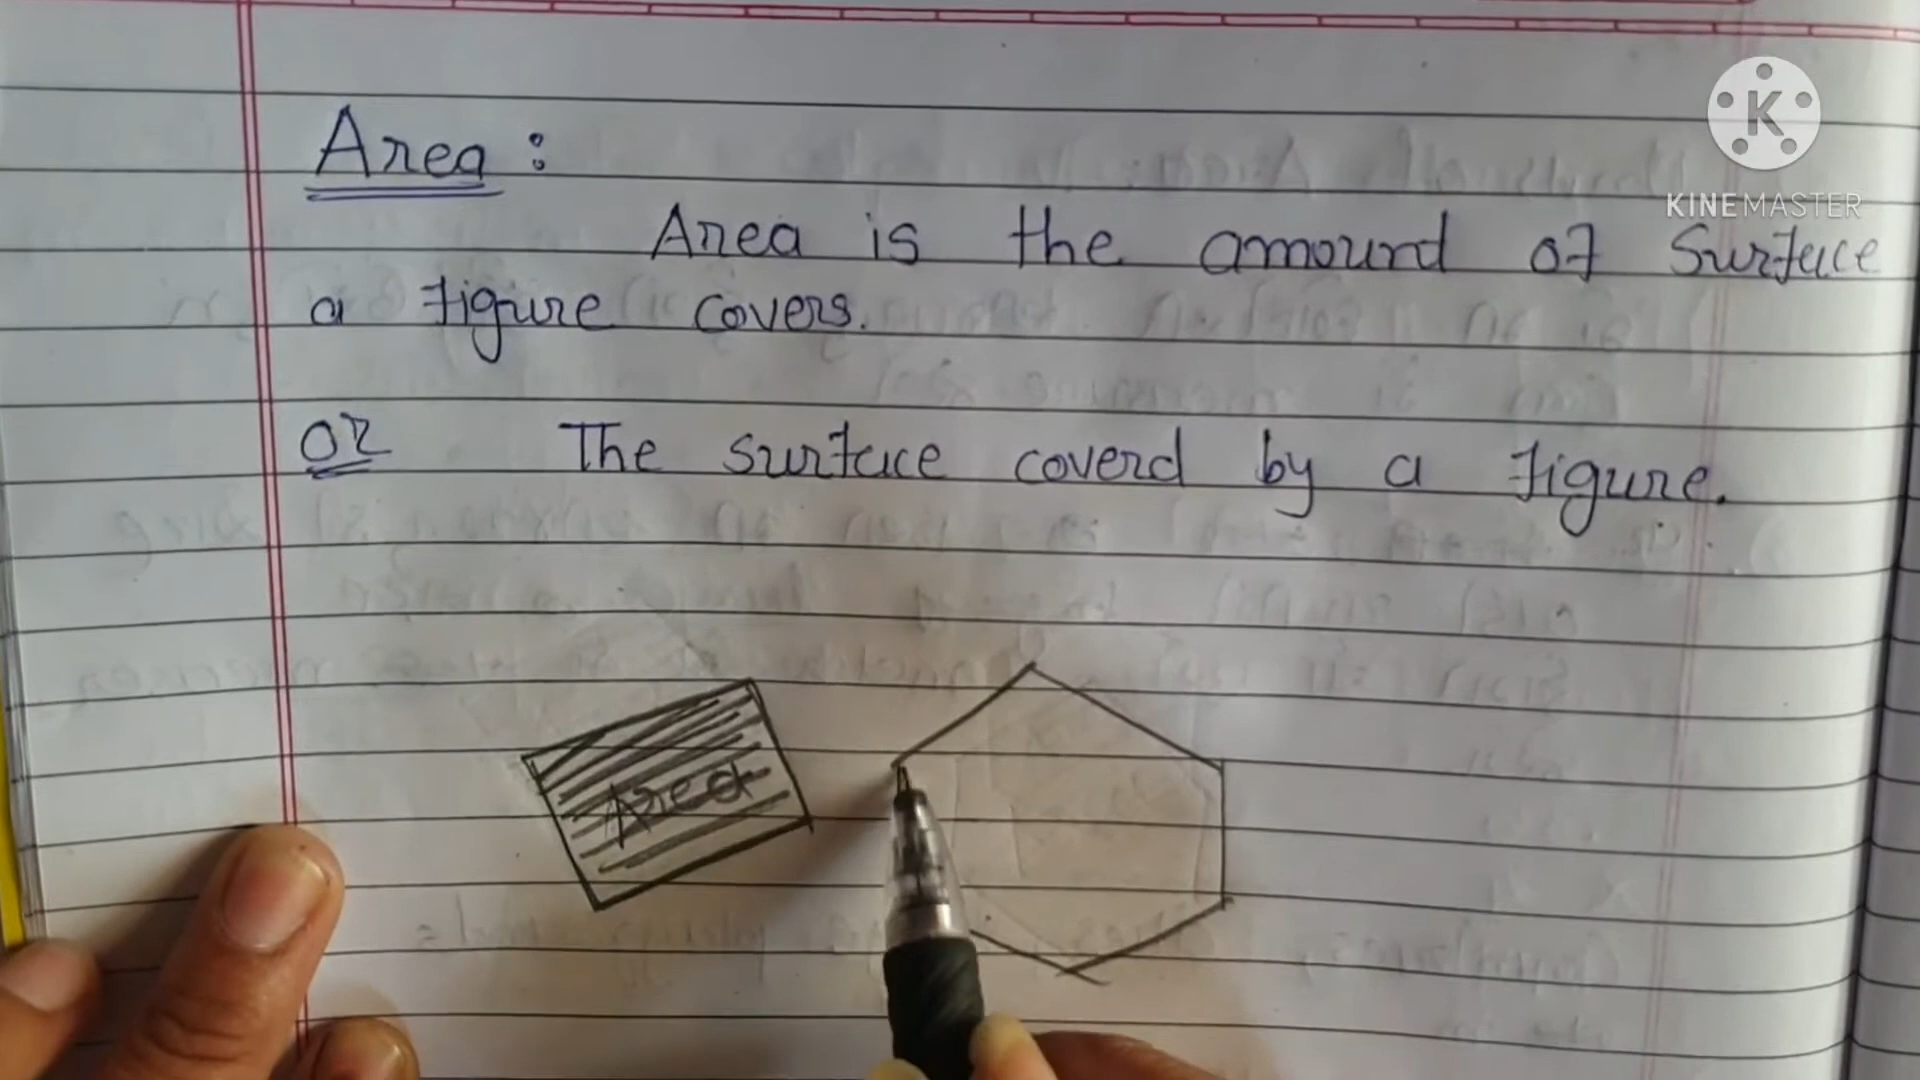 Area :
Area is the amound of Surface
a figure covers.
or The surface coverd by a figure.
Area
K
KINEMASTER